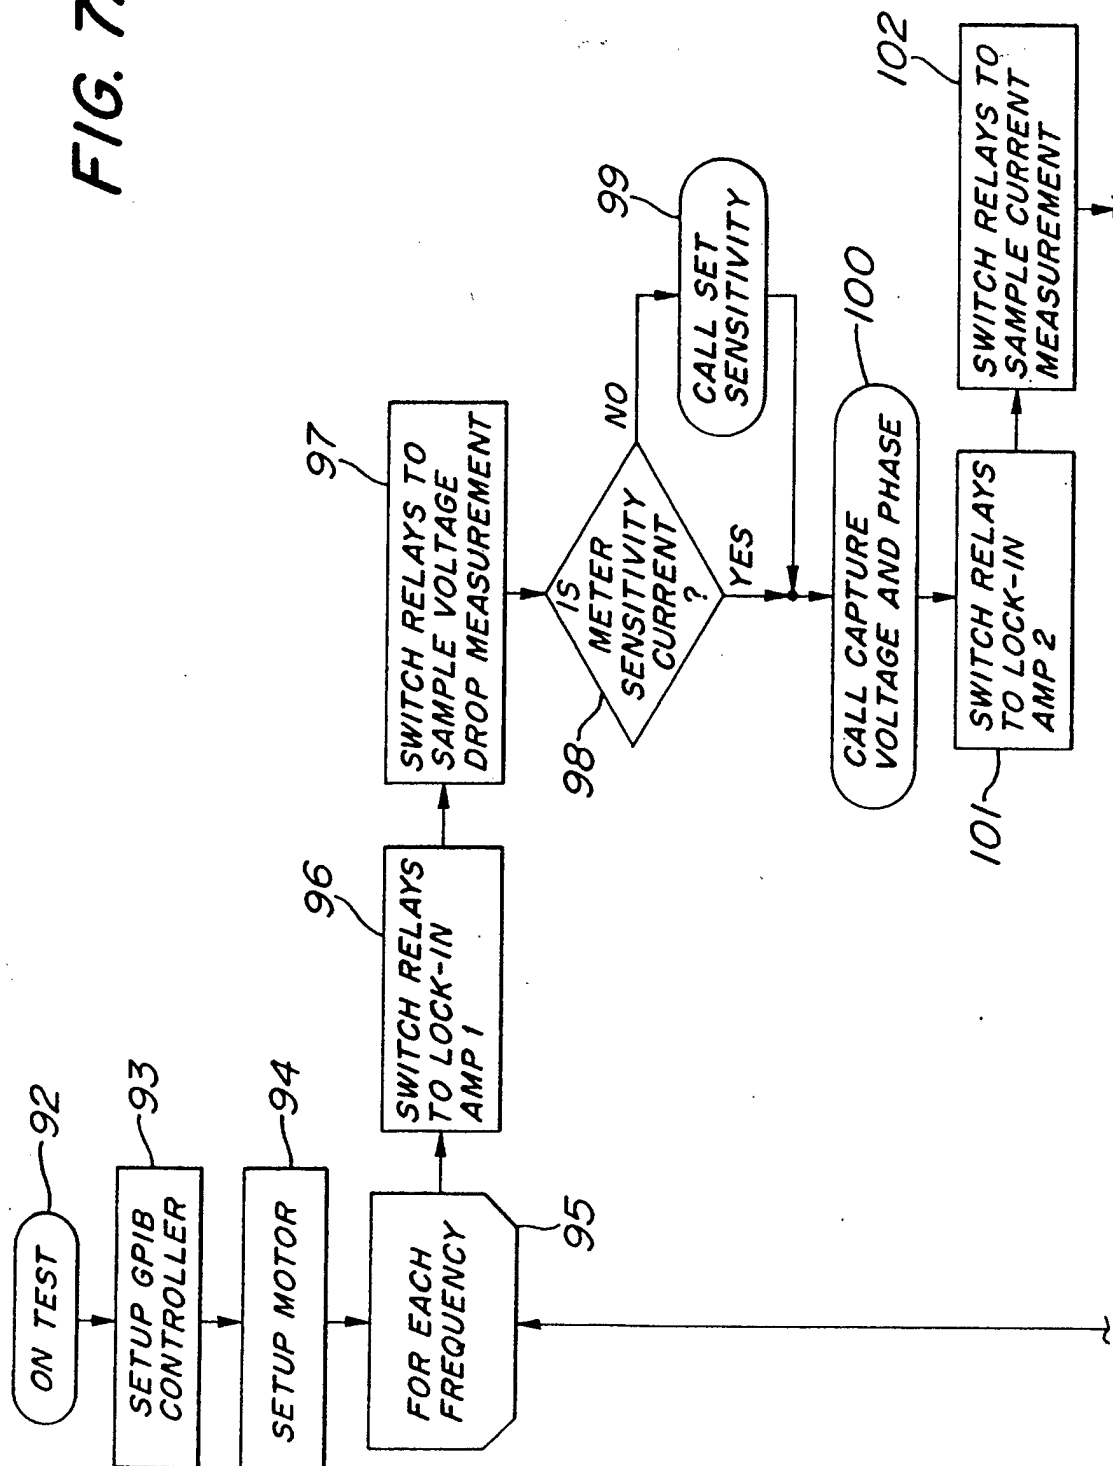 FIG. 7
ON TEST
92
SETUP GPIB
CONTROLLER
93
SETUP MOTOR
94
FOR EACH
FREQUENCY
95
SWITCH RELAYS
TO LOCK-IN
AMP 1
96
SWITCH RELAYS TO
SAMPLE VOLTAGE
DROP MEASUREMENT
97
IS
METER
SENSITIVITY
CURRENT
?
98
NO
YES
CALL SET
SENSITIVITY
99
CALL CAPTURE
VOLTAGE AND PHASE
100
SWITCH RELAYS
TO LOCK-IN
AMP 2
101
SWITCH RELAYS TO
SAMPLE CURRENT
MEASUREMENT
102